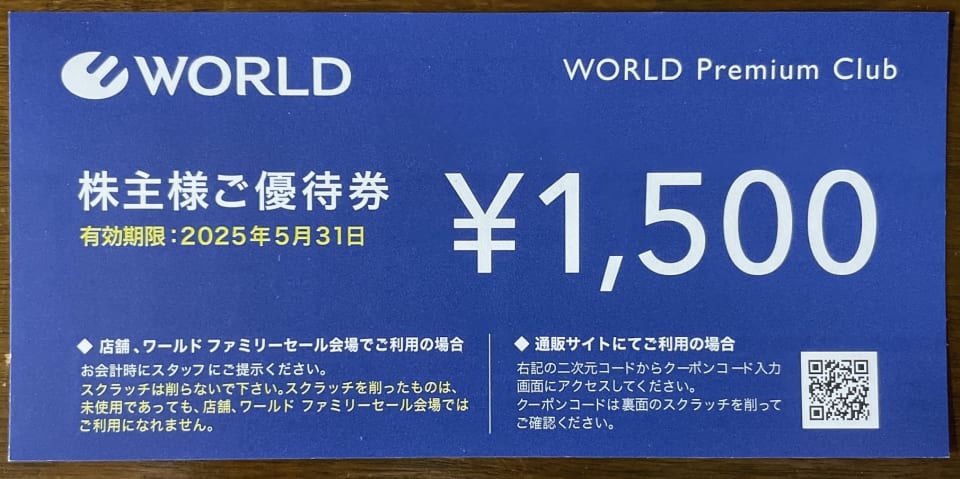 WORLD
WORLD Premium Club
株主様ご優待券
有効期限：2025年5月31日
¥1,500
◆ 店舗、ワールド ファミリーセール会場でご利用の場合
お会計時にスタッフにご提示ください。
スクラッチは削らないで下さい。スクラッチを削ったものは、
未使用であっても、店舗、ワールド ファミリーセール会場では
ご利用になれません。
◆ 通販サイトにてご利用の場合
右記の二次元コードからクーポンコード入力
画面にアクセスしてください。
クーポンコードは裏面のスクラッチを削って
ご確認ください。